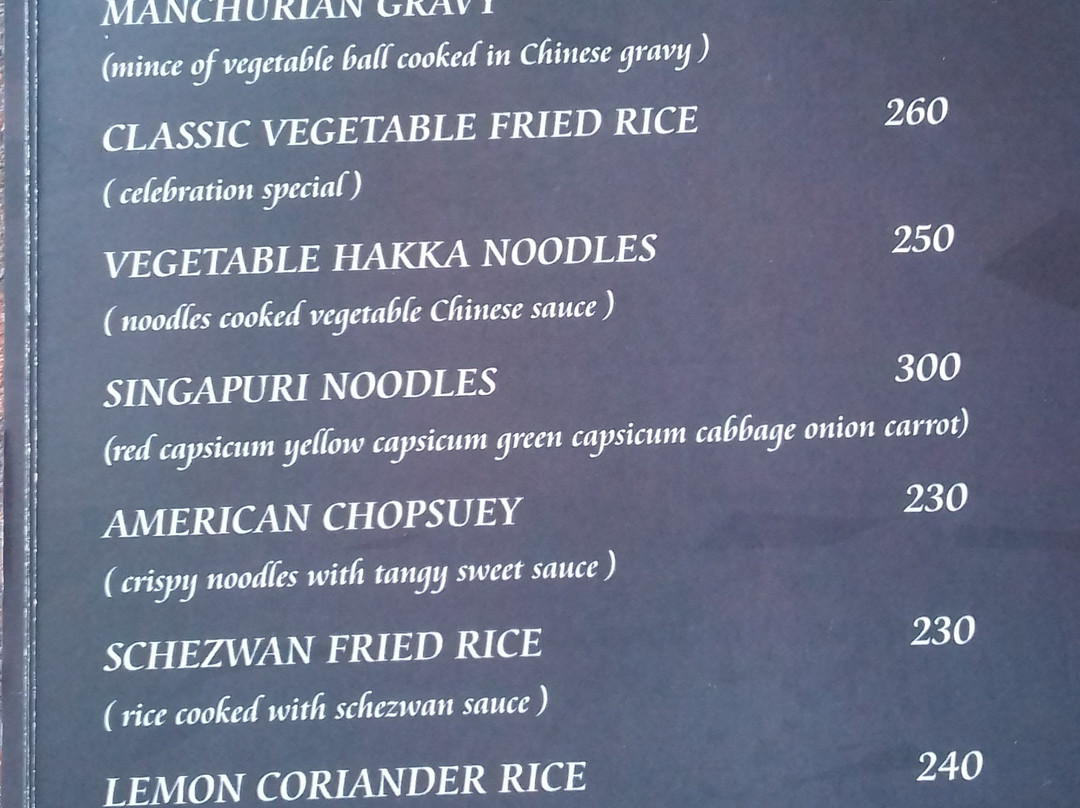 MANCHURIAN GRAVY
(mince of vegetable ball cooked in Chinese gravy )
CLASSIC VEGETABLE FRIED RICE 260
( celebration special )
VEGETABLE HAKKA NOODLES 250
( noodles cooked vegetable Chinese sauce )
SINGAPURI NOODLES 300
(red capsicum yellow capsicum green capsicum cabbage onion carrot)
AMERICAN CHOPSUEY 230
( crispy noodles with tangy sweet sauce )
SCHEZWAN FRIED RICE 230
( rice cooked with schezwan sauce )
LEMON CORIANDER RICE 240